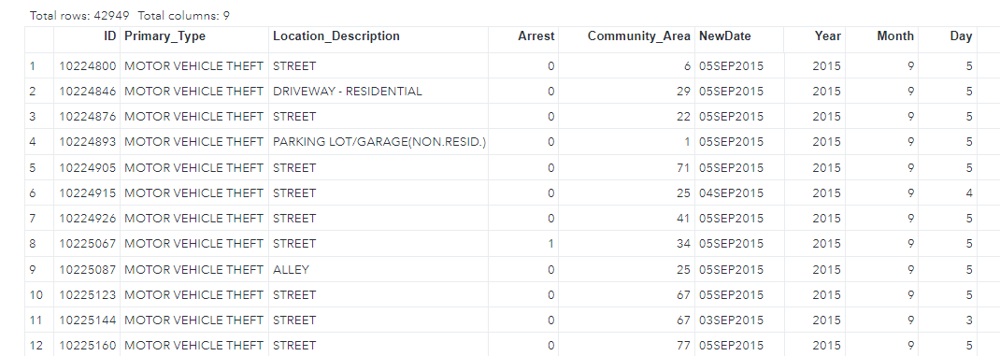 Total rows: 42949 Total columns: 9
ID Primary_Type Location_Description Arrest Community_Area NewDate Year Month Day
1 10224800 MOTOR VEHICLE THEFT STREET 0 6 05SEP2015 2015 9 5
2 10224846 MOTOR VEHICLE THEFT DRIVEWAY - RESIDENTIAL 0 29 05SEP2015 2015 9 5
3 10224876 MOTOR VEHICLE THEFT STREET 0 22 05SEP2015 2015 9 5
4 10224893 MOTOR VEHICLE THEFT PARKING LOT/GARAGE(NON.RESID.) 0 1 05SEP2015 2015 9 5
5 10224905 MOTOR VEHICLE THEFT STREET 0 71 05SEP2015 2015 9 5
6 10224915 MOTOR VEHICLE THEFT STREET 0 25 04SEP2015 2015 9 4
7 10224926 MOTOR VEHICLE THEFT STREET 0 41 05SEP2015 2015 9 5
8 10225067 MOTOR VEHICLE THEFT STREET 1 34 05SEP2015 2015 9 5
9 10225087 MOTOR VEHICLE THEFT ALLEY 0 25 05SEP2015 2015 9 5
10 10225123 MOTOR VEHICLE THEFT STREET 0 67 05SEP2015 2015 9 5
11 10225144 MOTOR VEHICLE THEFT STREET 0 67 03SEP2015 2015 9 3
12 10225160 MOTOR VEHICLE THEFT STREET 0 77 05SEP2015 2015 9 5